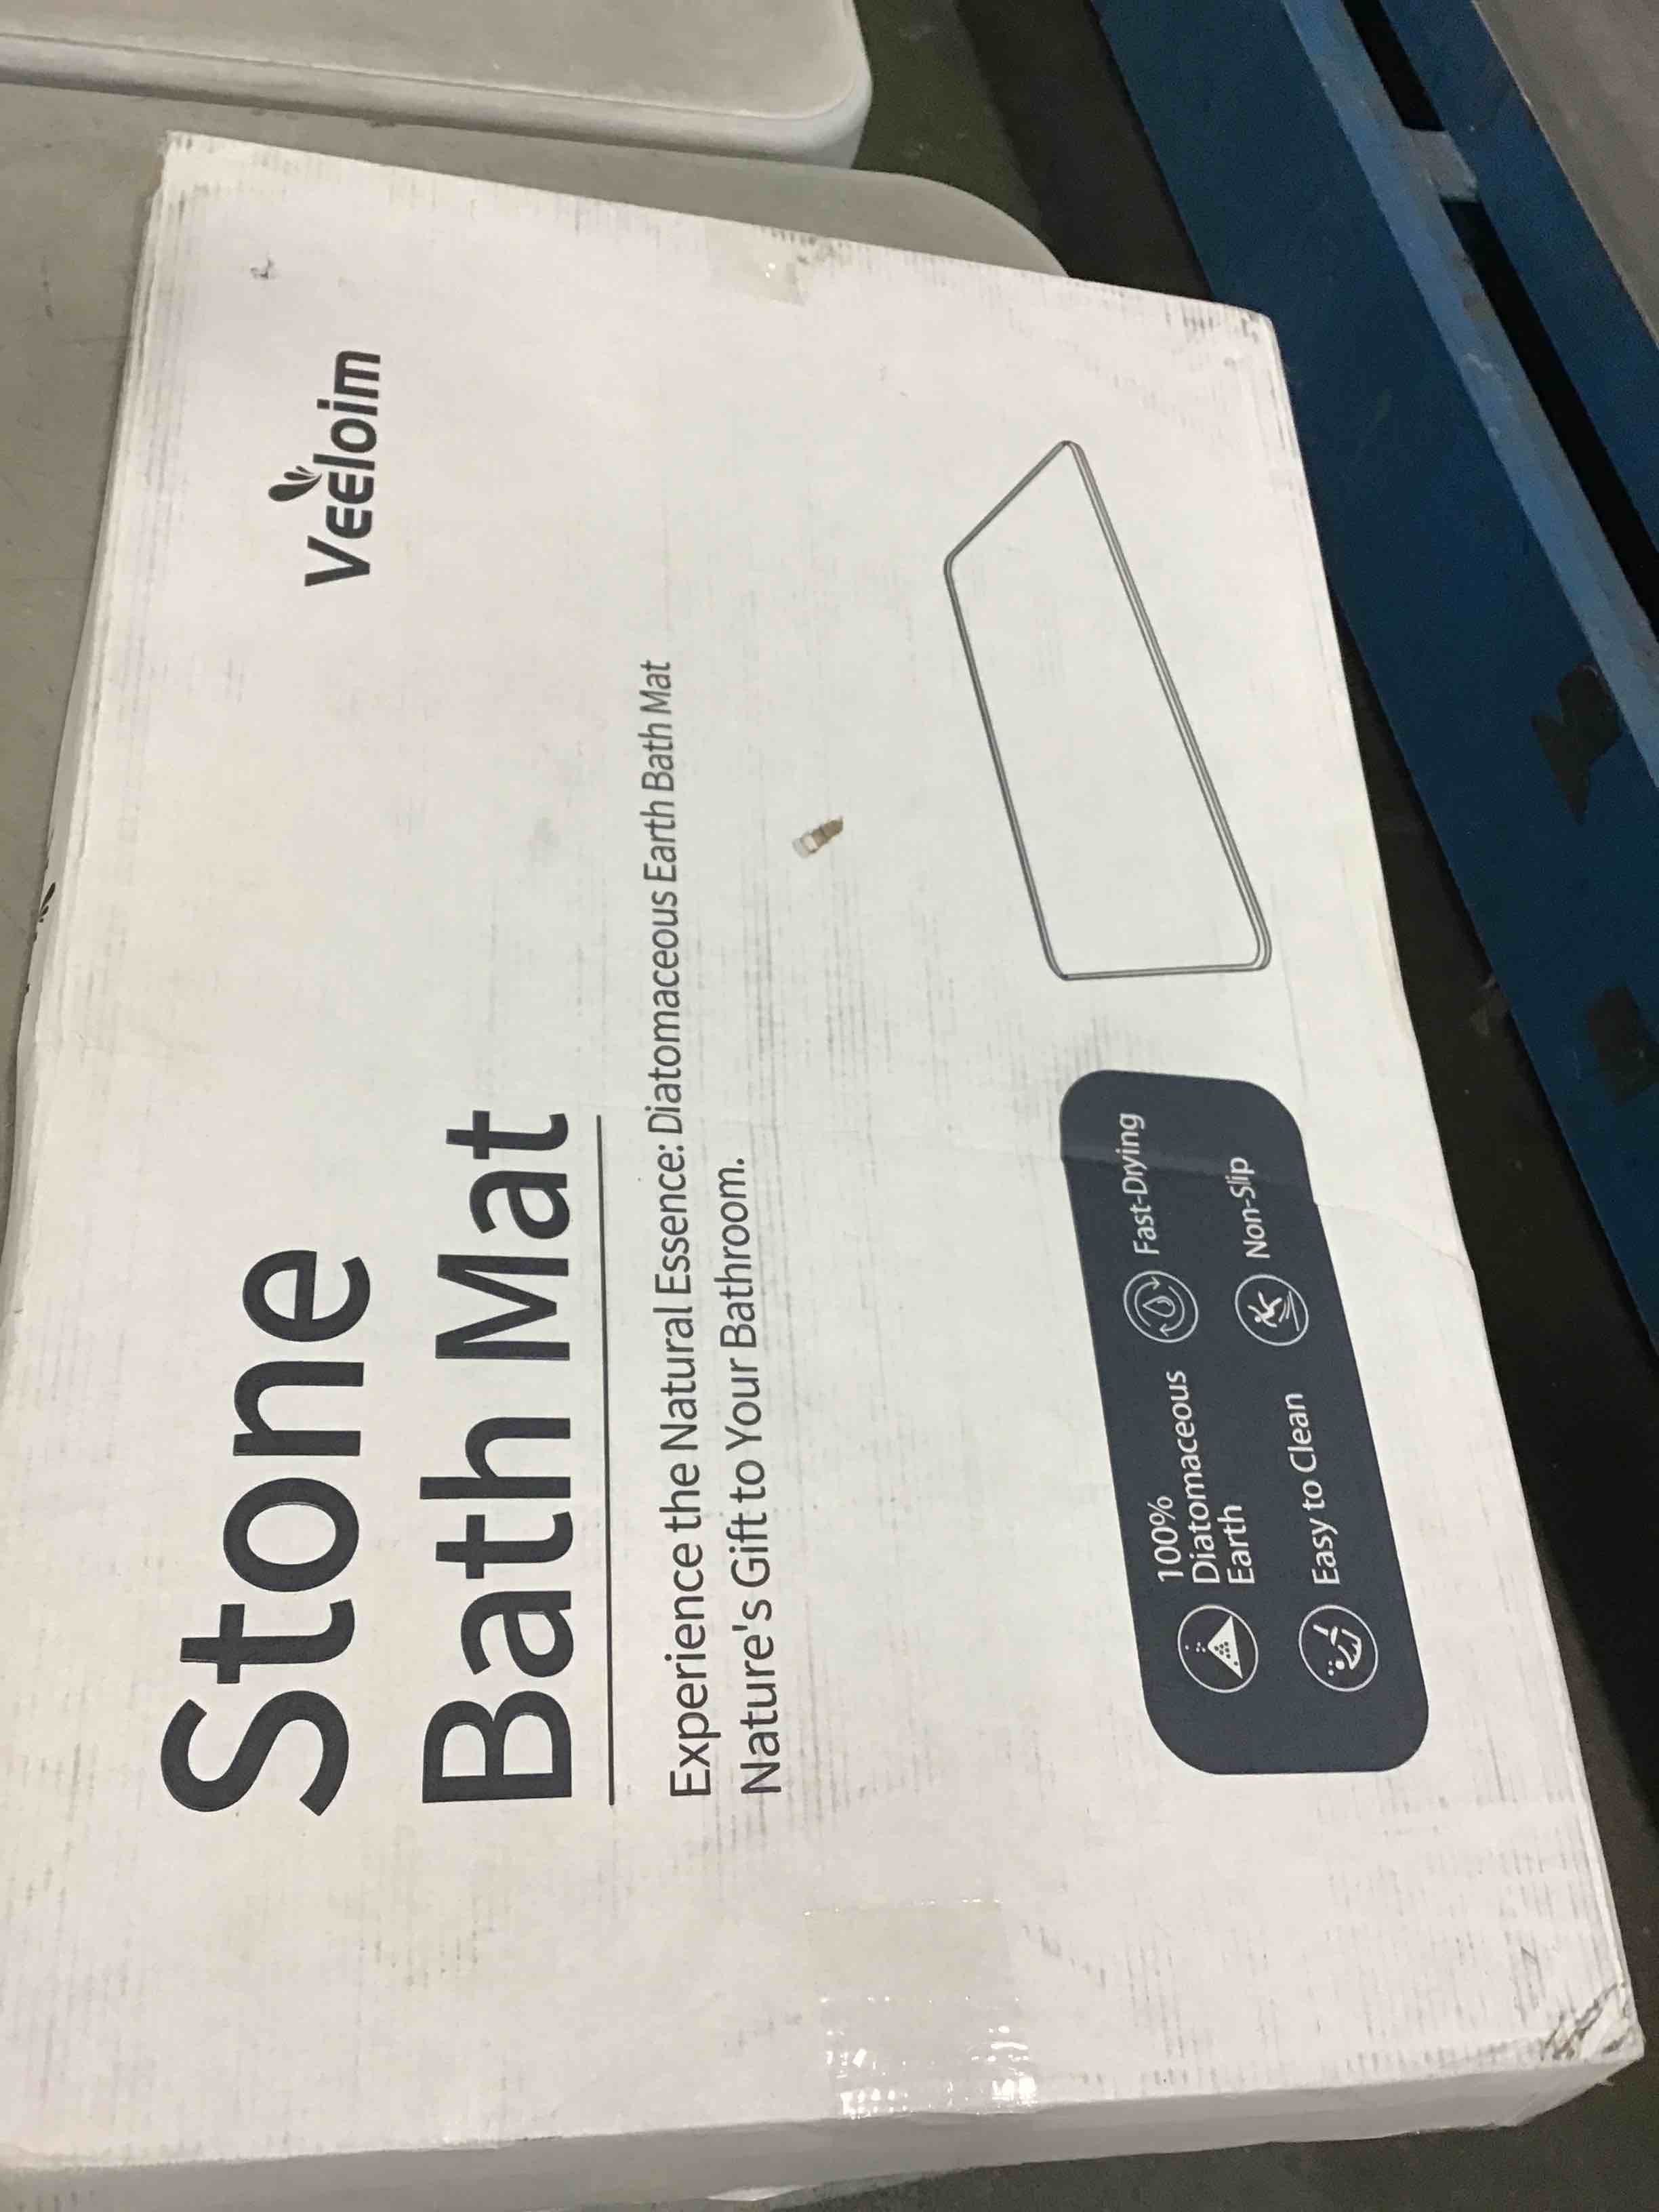 Veeloim
Stone
Bath Mat
Experience the Natural Essence: Diatomaceous Earth Bath Mat
Nature's Gift to Your Bathroom.
100%
Diatomaceous
Earth
Fast-Drying
Easy to Clean
Non-Slip